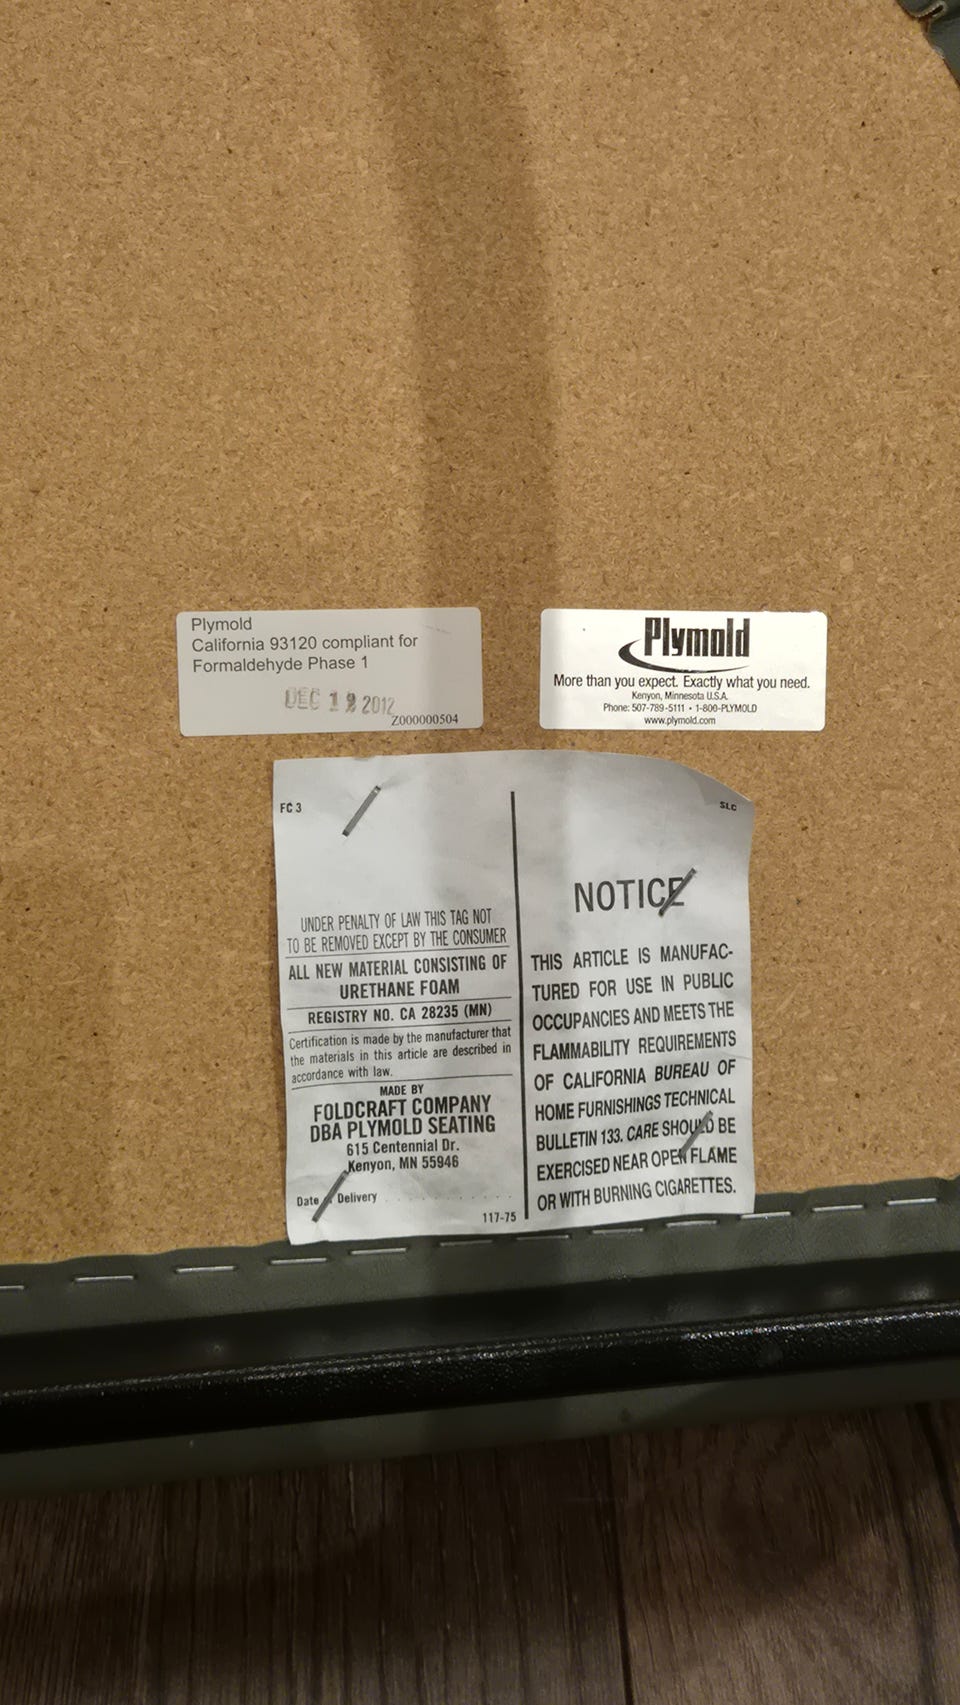 Plymold
California 93120 compliant for
Formaldehyde Phase 1
DEC 2012
Z000000504
Plymold
More than you expect. Exactly what you need.
Kenyon, Minnesota U.S.A.
Phone: 507-789-5111 • 1-800-PLYMOLD
www.plymold.com
FC 3
UNDER PENALTY OF LAW THIS TAG NOT
TO BE REMOVED EXCEPT BY THE CONSUMER
ALL NEW MATERIAL CONSISTING OF
URETHANE FOAM
REGISTRY NO. CA 28235 (MN)
Certification is made by the manufacturer that
the materials in this article are described in
accordance with law.
MADE BY
FOLDCRAFT COMPANY
DBA PLYMOLD SEATING
615 Centennial Dr.
Kenyon, MN 55946
Date Delivery
117-75
SLC
NOTICE
THIS ARTICLE IS MANUFAC-
TURED FOR USE IN PUBLIC
OCCUPANCIES AND MEETS THE
FLAMMABILITY REQUIREMENTS
OF CALIFORNIA BUREAU OF
HOME FURNISHINGS TECHNICAL
BULLETIN 133. CARE SHOULD BE
EXERCISED NEAR OPEN FLAME
OR WITH BURNING CIGARETTES.